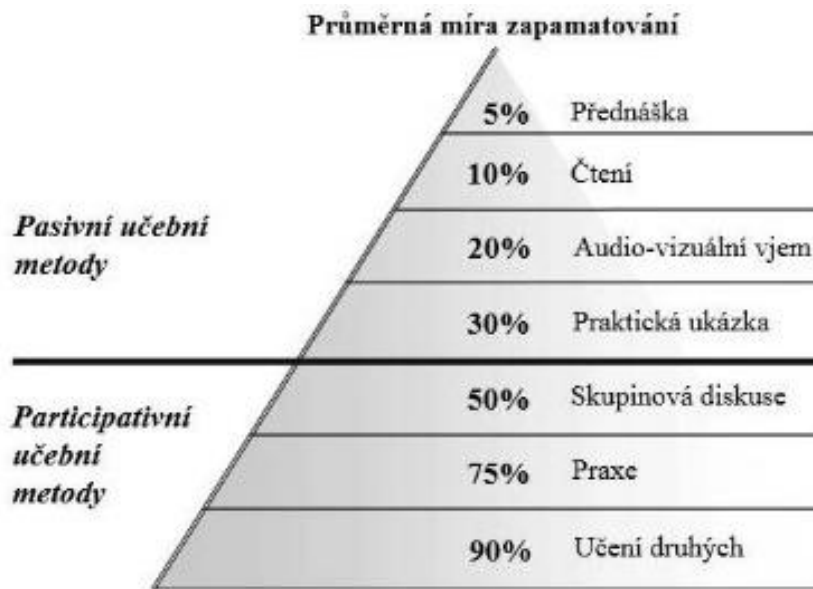 Průměrná míra zapamatování
5% Přednáška
10% Čtení
20% Audio-vizuální vjem
30% Praktická ukázka
Pasivní učební
metody
50% Skupinová diskuse
75% Praxe
90% Učení druhých
Participativní
učební
metody